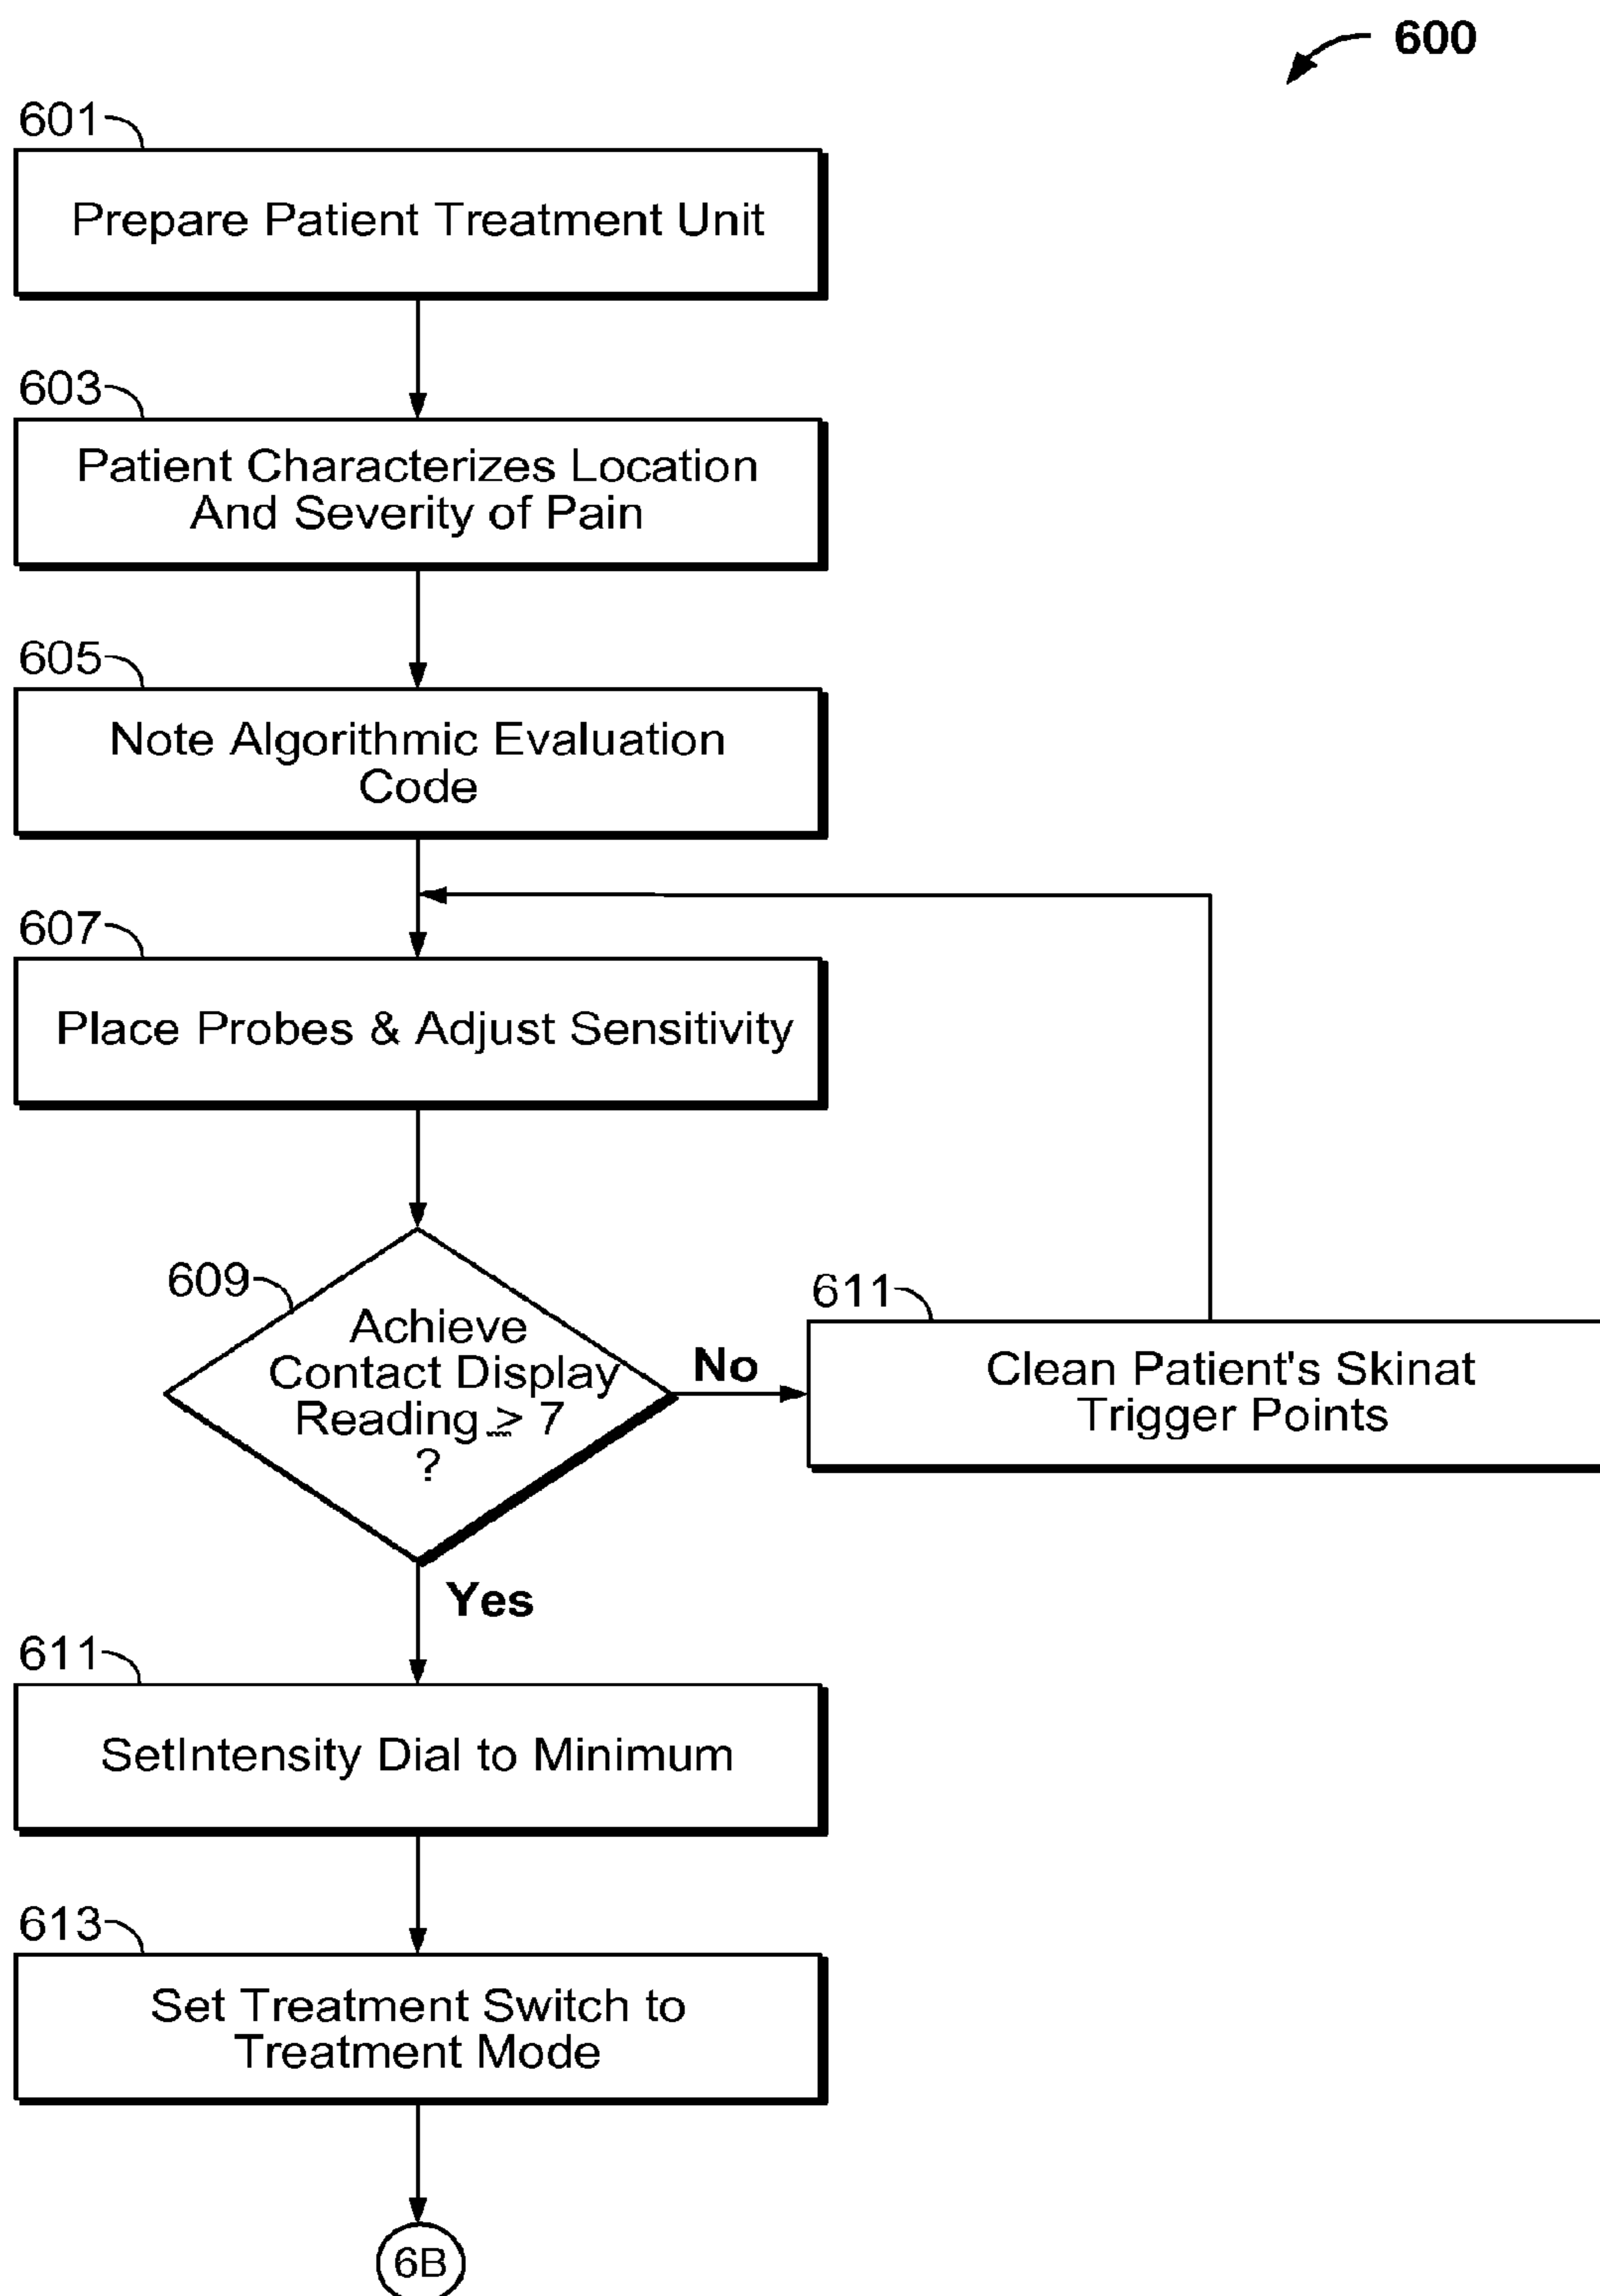 600
601
Prepare Patient Treatment Unit
603
Patient Characterizes Location
And Severity of Pain
605
Note Algorithmic Evaluation
Code
607
Place Probes & Adjust Sensitivity
609
Achieve
Contact Display
Reading ≥ 7
?
No
611
Clean Patient's Skinat
Trigger Points
Yes
611
SetIntensity Dial to Minimum
613
Set Treatment Switch to
Treatment Mode
6B